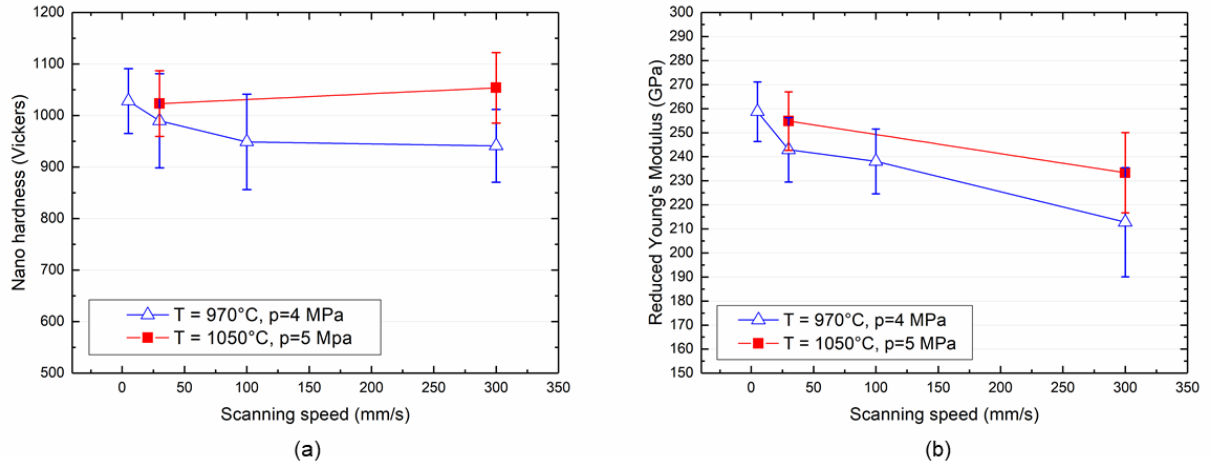 1200
1100
1000
900
800
700
600
500
Nano hardness (Vickers)
T = 970°C, p=4 MPa
T = 1050°C, p=5 Mpa
0 50 100 150 200 250 300 350
Scanning speed (mm/s)
(a)
300
290
280
270
260
250
240
230
220
210
200
190
180
170
160
150
Reduced Young's Modulus (GPa)
T = 970°C, p=4 MPa
T = 1050°C, p=5 MPa
0 50 100 150 200 250 300 350
Scanning speed (mm/s)
(b)